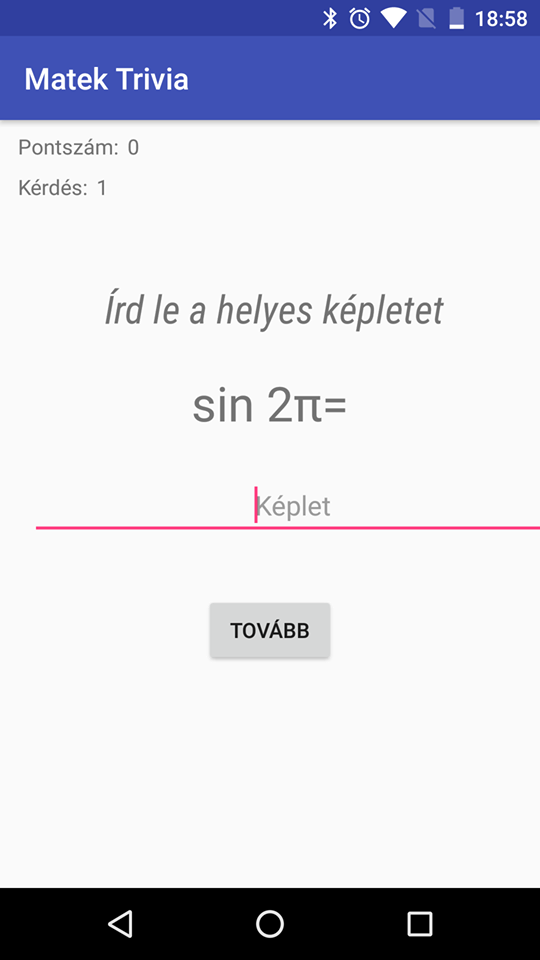 18:58
Matek Trivia
Pontszám: 0
Kérdés: 1
Írd le a helyes képletet
sin 2π=
Képlet
TOVÁBB